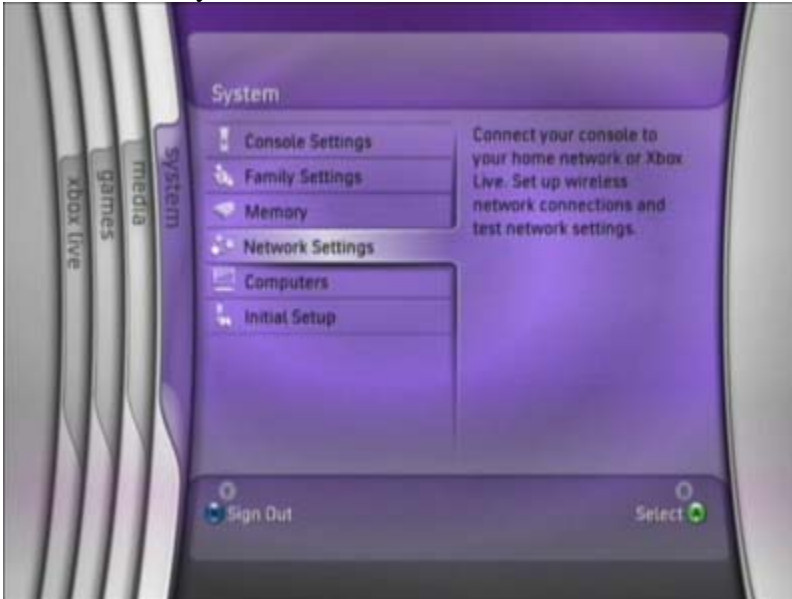 System
Console Settings
Family Settings
Memory
Network Settings
Computers
Initial Setup
Connect your console to
your home network or Xbox
Live. Set up wireless
network connections and
test network settings.
xbox live
games
media
system
Sign Out
Select
A